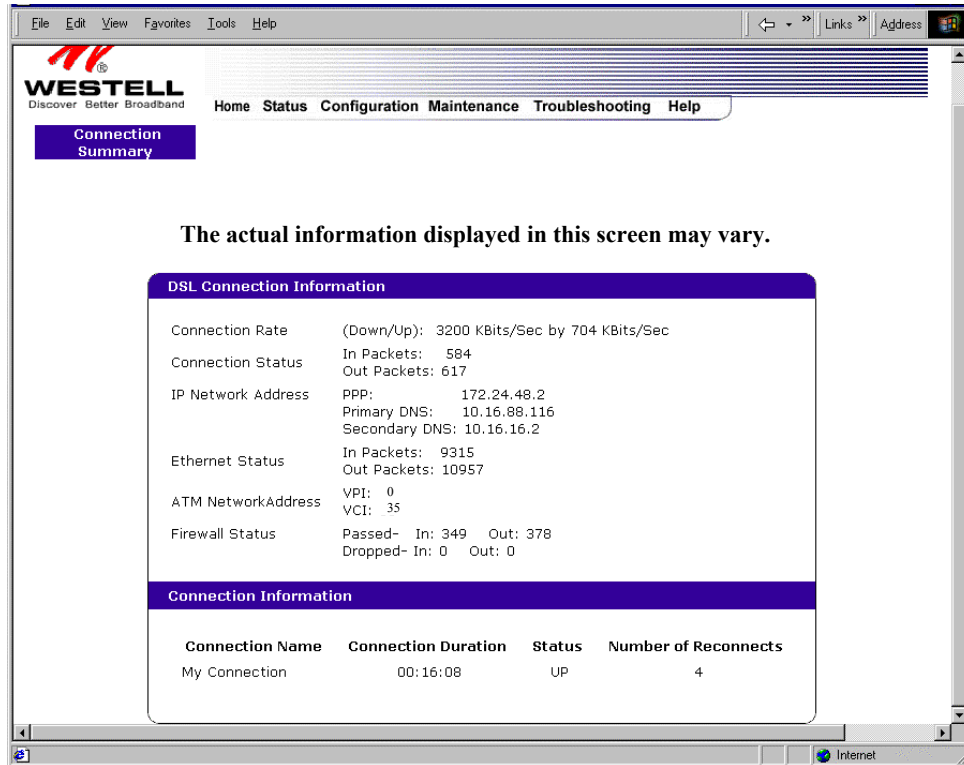 File Edit View Favorites Tools Help Links » Address
»
WESTELL
®
Discover Better Broadband
Home Status Configuration Maintenance Troubleshooting Help
Connection
Summary
The actual information displayed in this screen may vary.
DSL Connection Information
Connection Rate (Down/Up): 3200 KBits/Sec by 704 KBits/Sec
Connection Status In Packets: 584
Out Packets: 617
IP Network Address PPP: 172.24.48.2
Primary DNS: 10.16.88.116
Secondary DNS: 10.16.16.2
Ethernet Status In Packets: 9315
Out Packets: 10957
ATM NetworkAddress VPI: 0
VCI: 35
Firewall Status Passed- In: 349 Out: 378
Dropped- In: 0 Out: 0
Connection Information
Connection Name Connection Duration Status Number of Reconnects
My Connection 00:16:08 UP 4
Internet